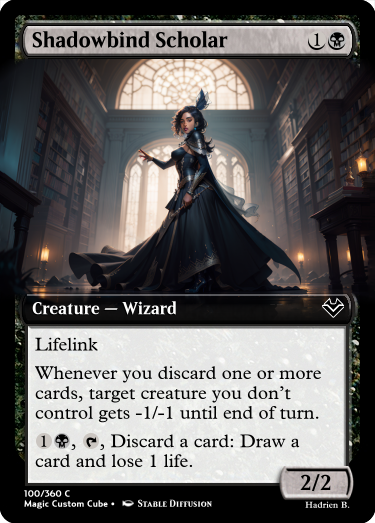 Shadowbind Scholar 1
Creature — Wizard
Lifelink
Whenever you discard one or more
cards, target creature you don't
control gets -1/-1 until end of turn.
1, , Discard a card: Draw a
card and lose 1 life.
2/2
100/360 C
Magic Custom Cube • Stable Diffusion
Hadrien B.